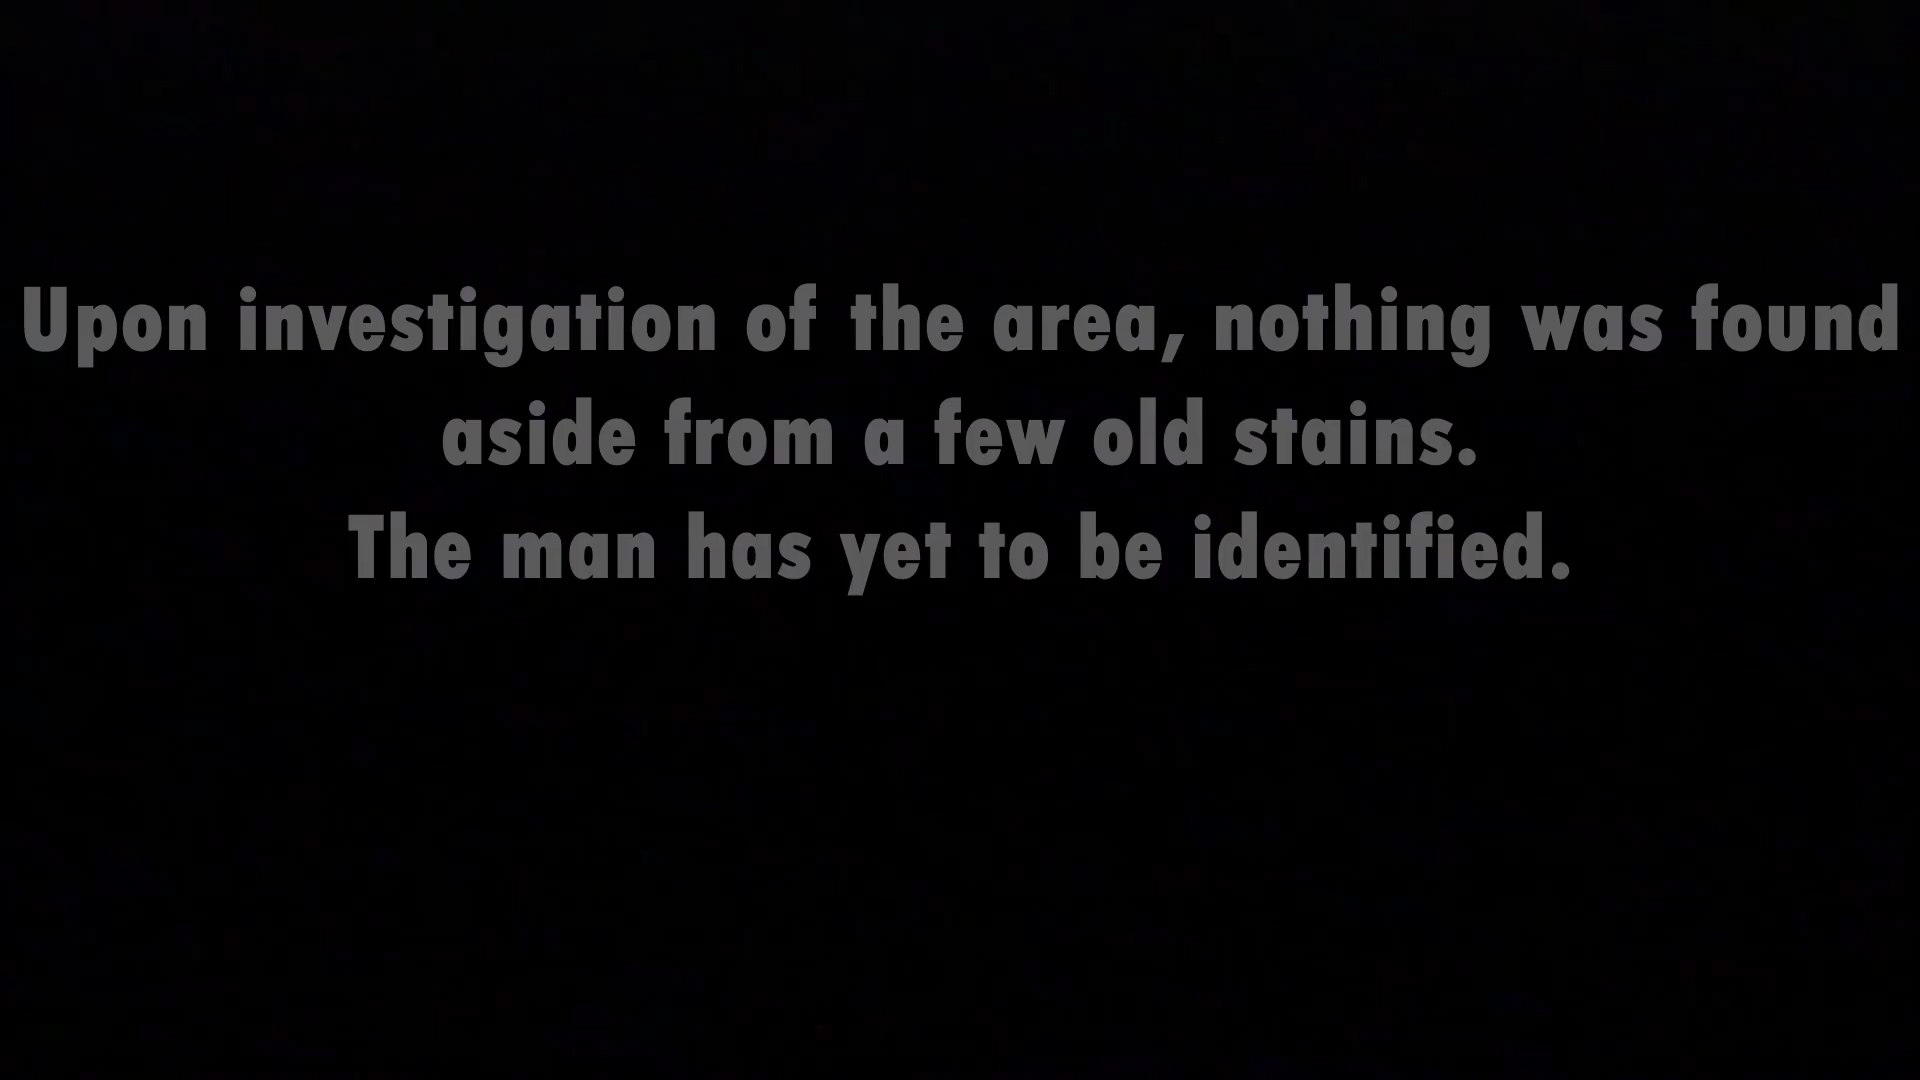 Upon investigation of the area, nothing was found
aside from a few old stains.
The man has yet to be identified.